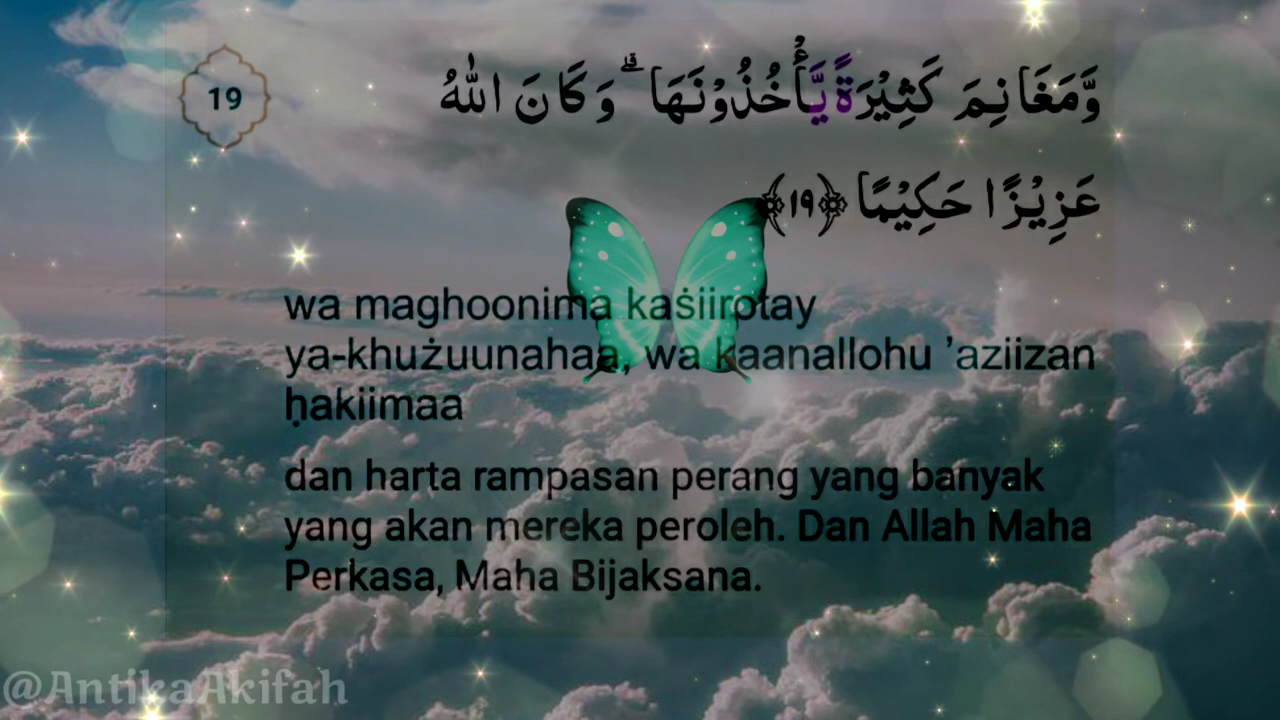 19
وَّمَغَانِمَ كَثِيْرَةً يَّأْخُذُوْنَهَا ۗ وَكَانَ اللّٰهُ
عَزِيْزًا حَكِيْمًا ﴿١٩﴾
wa maghoonima kaṡiirotay
ya-khużuunahaa, wa kaanallohu ’aziizan
ḥakiimaa
dan harta rampasan perang yang banyak
yang akan mereka peroleh. Dan Allah Maha
Perkasa, Maha Bijaksana.
@AntikaAkifah